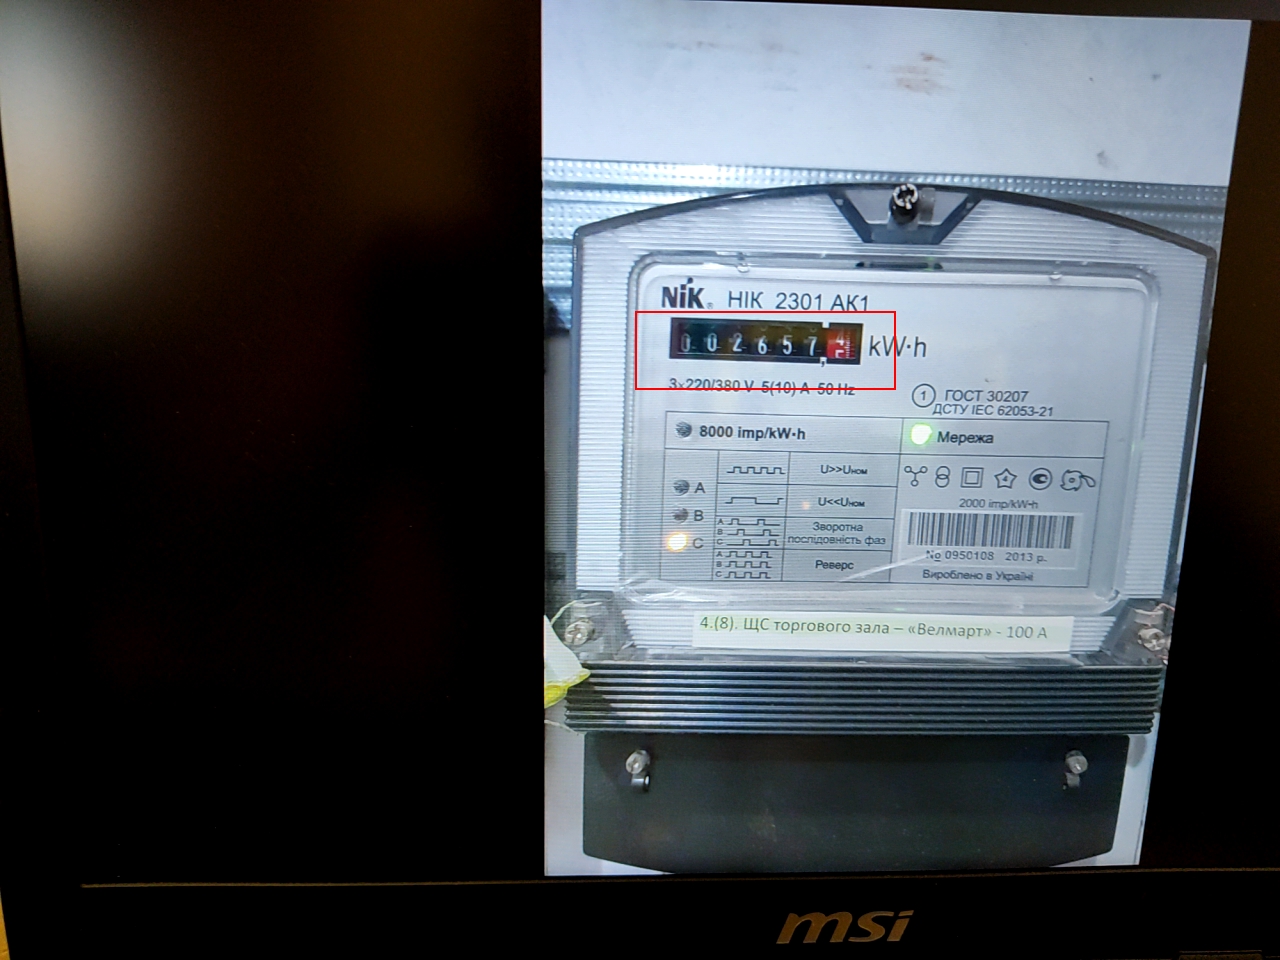 NiK® НІК 2301 АК1
002657,4 kW·h
3x220/380 V 5(10) A 50 Hz
1 ГОСТ 30207
ДСТУ IEC 62053-21
8000 imp/kW·h
Мережа
A
B
C
U>>Uном
U<<Uном
A
B
C
Зворотна
послідовність фаз
A
B
C
Реверс
2000 imp/kW·h
№ 0950108 2013 р.
Вироблено в Україні
4.(8). ЩС торгового зала – «Велмарт» - 100 А
msi